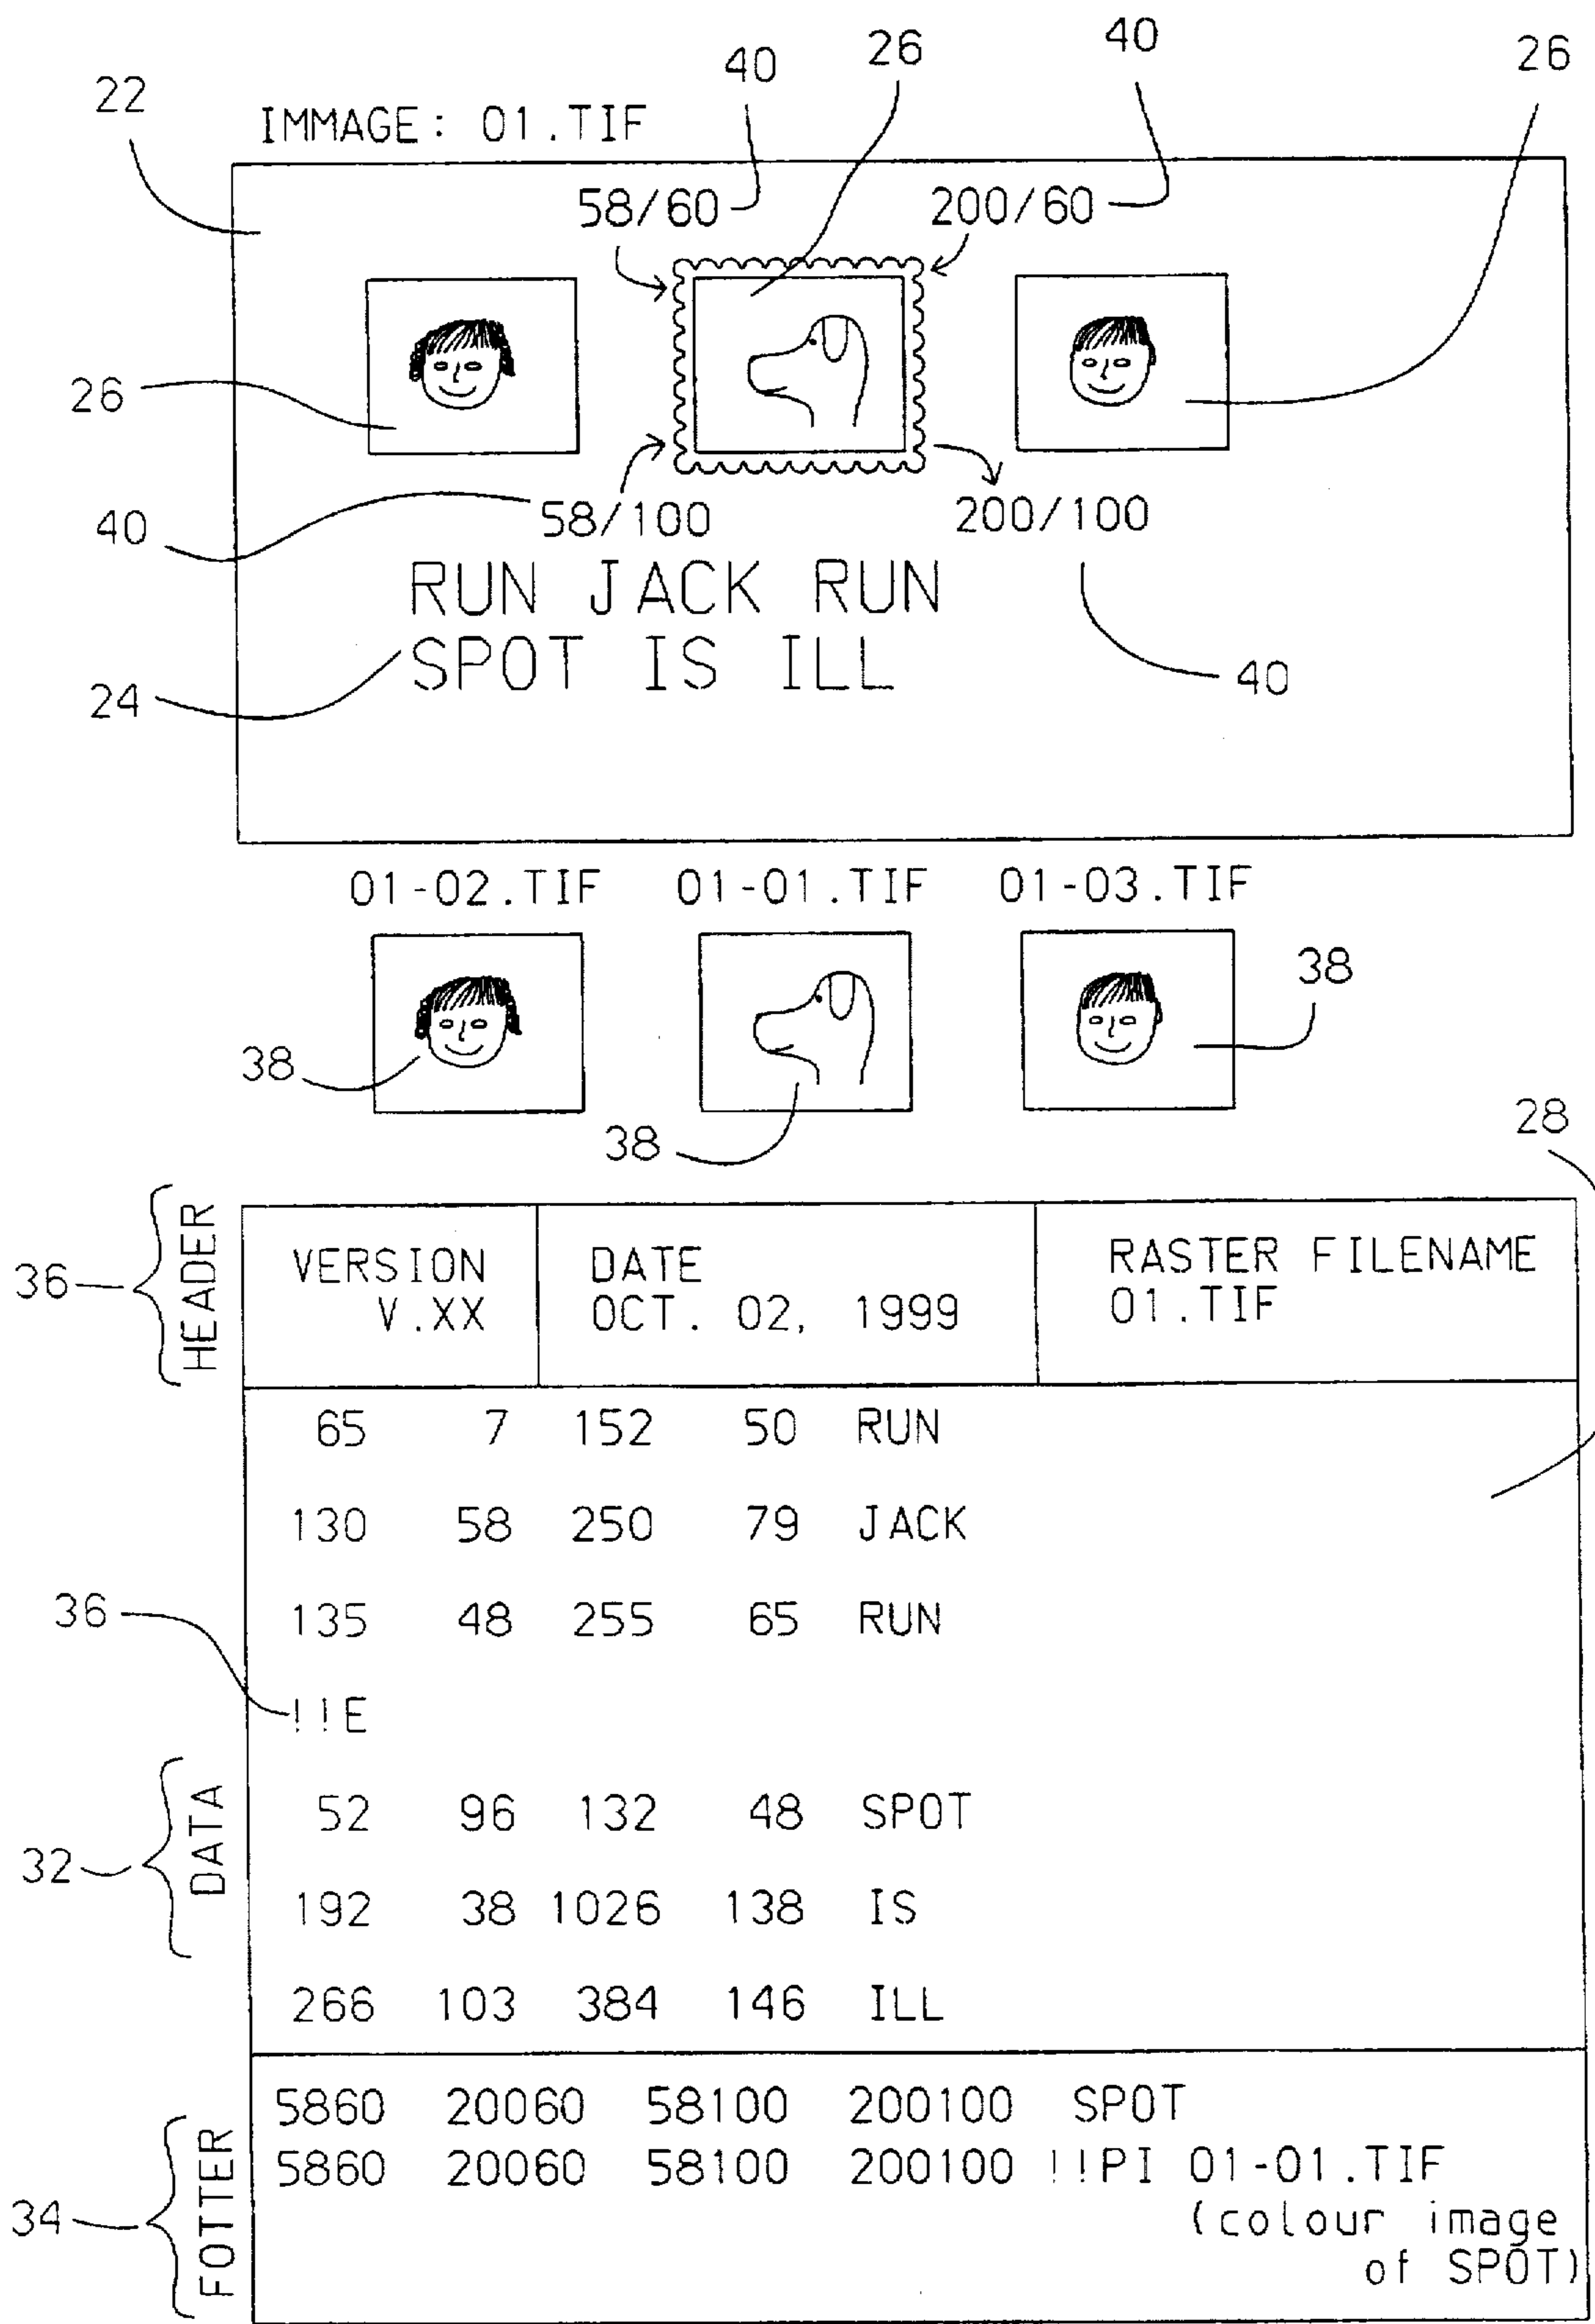 40 26 40 26
22 IMMAGE: 01.TIF
58/60 200/60
26
58/100 200/100
40
RUN JACK RUN
SPOT IS ILL
24 40
01-02.TIF 01-01.TIF 01-03.TIF
38
38
38
28
36 HEADER
VERSION V.XX
DATE OCT. 02, 1999
RASTER FILENAME 01.TIF
65 7 152 50 RUN
130 58 250 79 JACK
36 135 48 255 65 RUN
!!E
DATA
52 96 132 48 SPOT
32
192 38 1026 138 IS
266 103 384 146 ILL
5860 20060 58100 200100 SPOT
5860 20060 58100 200100 !!PI 01-01.TIF
34 FOTTER
(colour image
of SPOT)